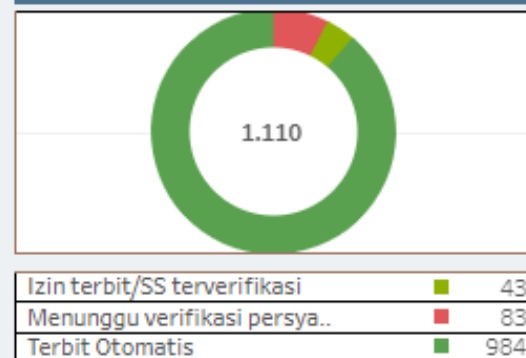 1.110
Izin terbit/SS terverifikasi 43
Menunggu verifikasi persya.. 83
Terbit Otomatis 984